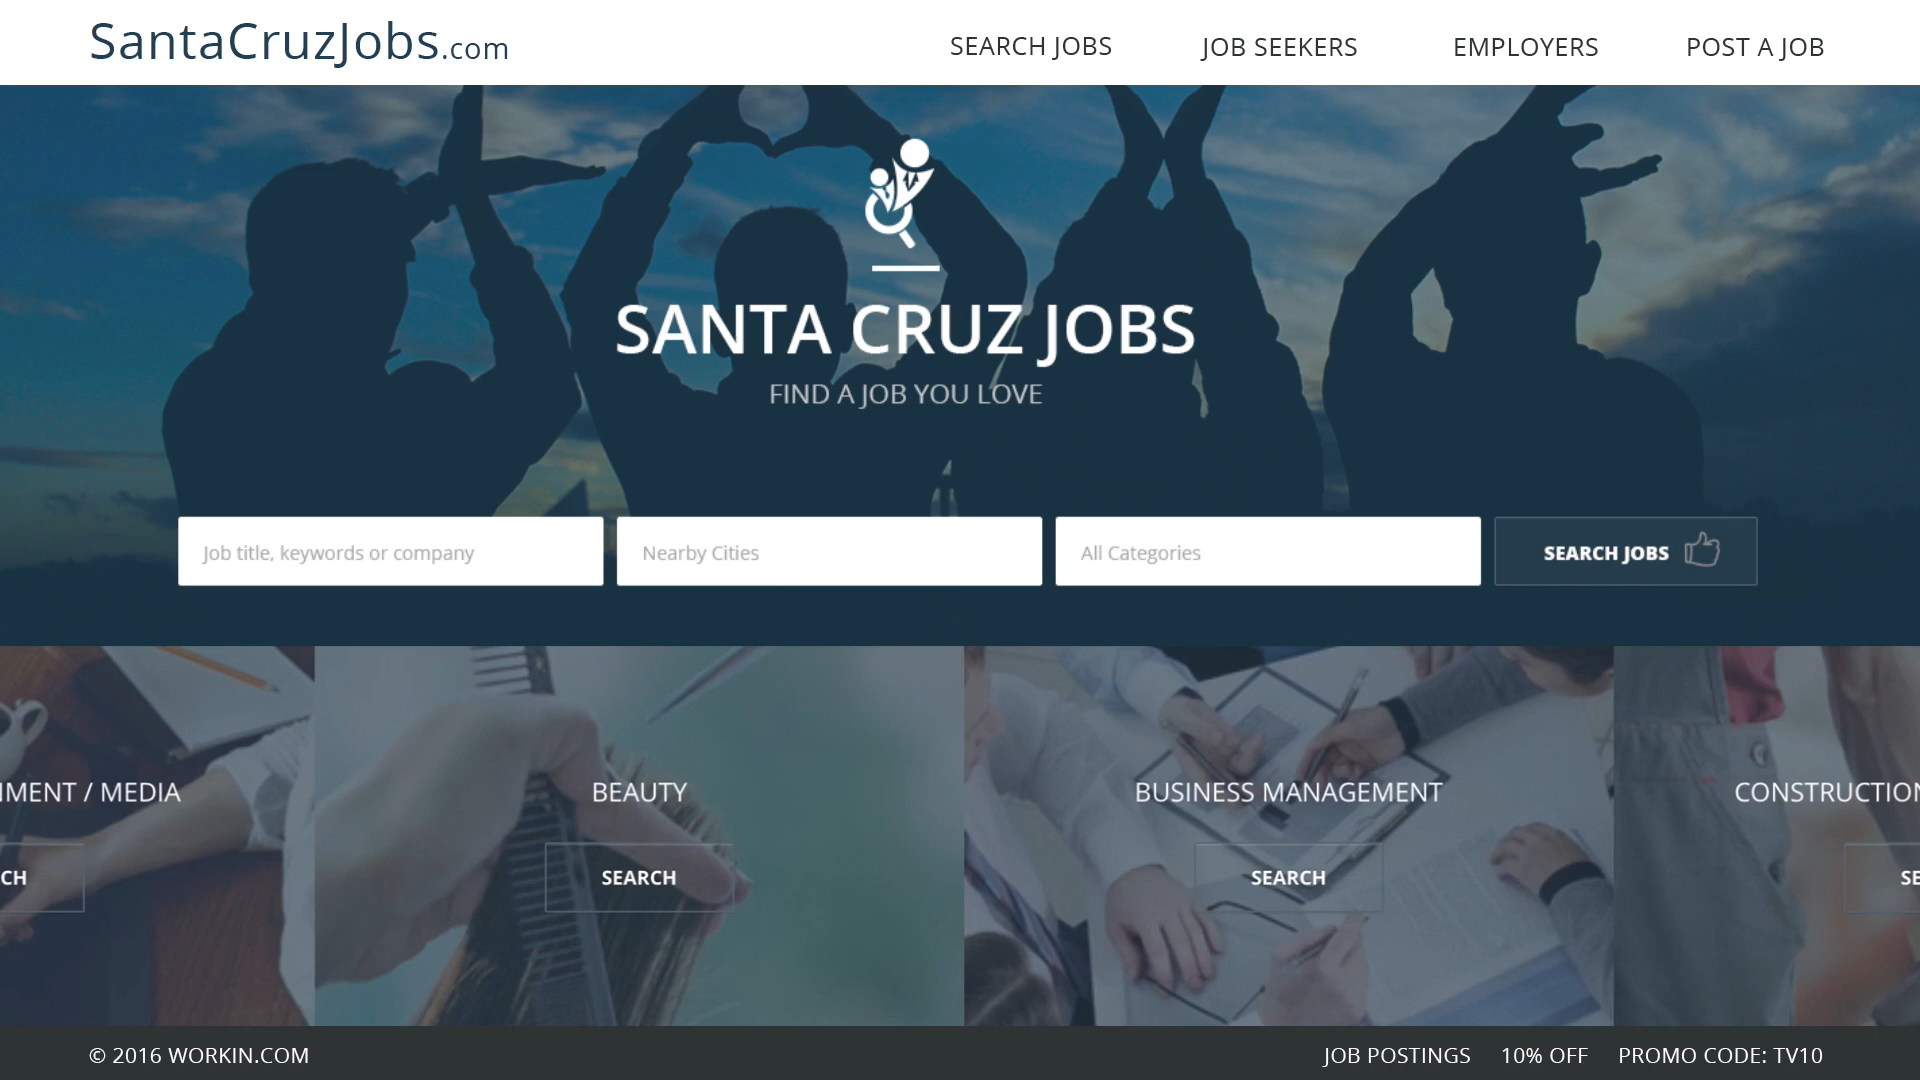 SantaCruzJobs.com
SEARCH JOBS JOB SEEKERS EMPLOYERS POST A JOB
SANTA CRUZ JOBS
FIND A JOB YOU LOVE
Job title, keywords or company Nearby Cities All Categories SEARCH JOBS
/ MEDIA BEAUTY BUSINESS MANAGEMENT CONSTRUCTION
SEARCH SEARCH
© 2016 WORKIN.COM JOB POSTINGS 10% OFF PROMO CODE: TV10